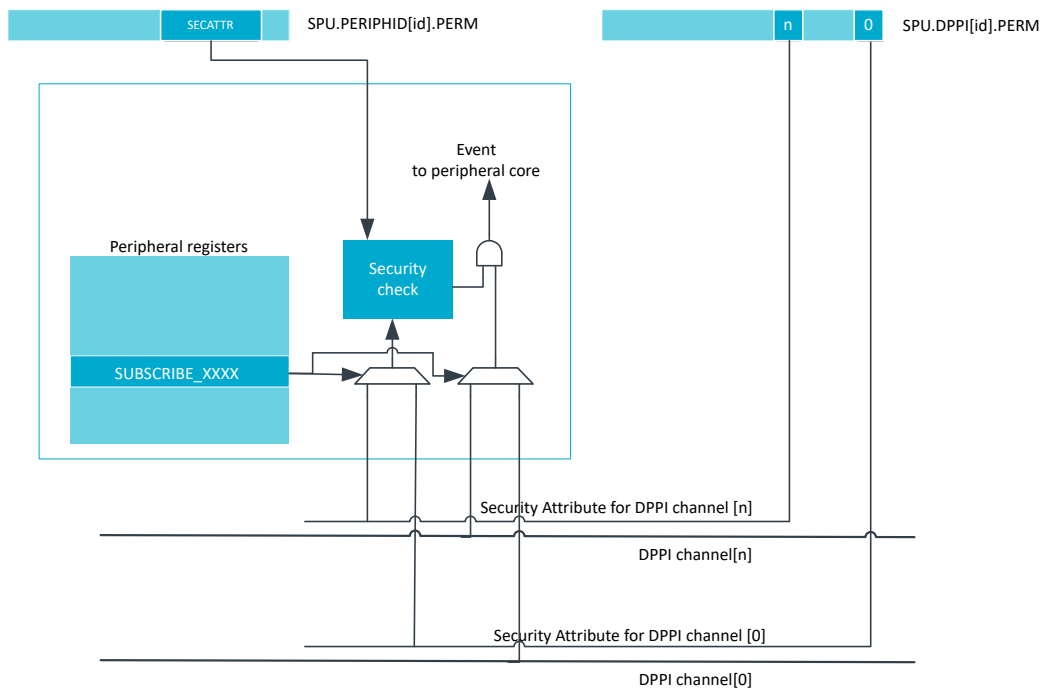 SECATTR
SPU.PERIPHID[id].PERM
n
0
SPU.DPPI[id].PERM
Event
to peripheral core
Peripheral registers
Security
check
SUBSCRIBE_XXXX
Security Attribute for DPPI channel [n]
DPPI channel[n]
Security Attribute for DPPI channel [0]
DPPI channel[0]